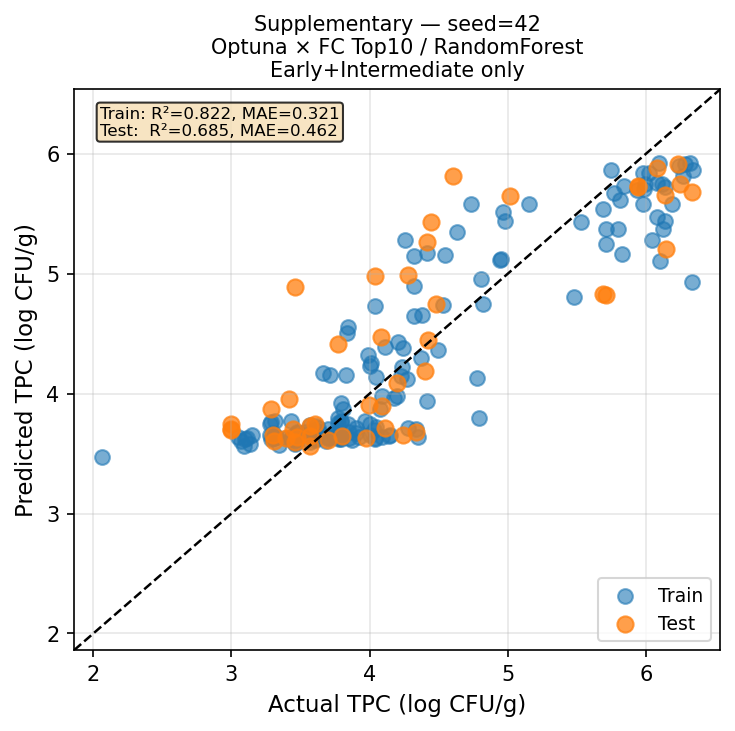 Supplementary — seed=42
Optuna × FC Top10 / RandomForest
Early+Intermediate only
Train: R²=0.822, MAE=0.321
Test: R²=0.685, MAE=0.462
6
5
4
3
2
Predicted TPC (log CFU/g)
Train
Test
2 3 4 5 6
Actual TPC (log CFU/g)